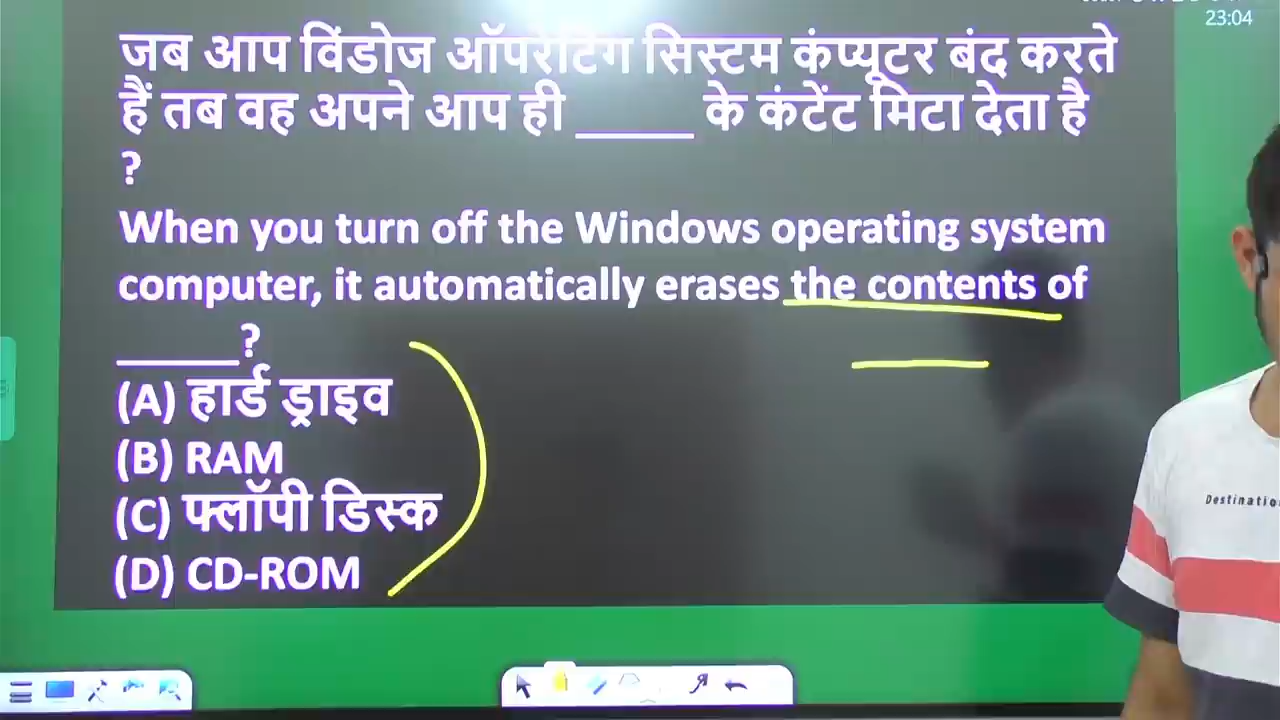 23:04
जब आप विंडोज ऑपरेटिंग सिस्टम कंप्यूटर बंद करते
हैं तब वह अपने आप ही _____ के कंटेंट मिटा देता है
?
When you turn off the Windows operating system
computer, it automatically erases the contents of
_____?
(A) हार्ड ड्राइव
(B) RAM
(C) फ्लॉपी डिस्क
(D) CD-ROM